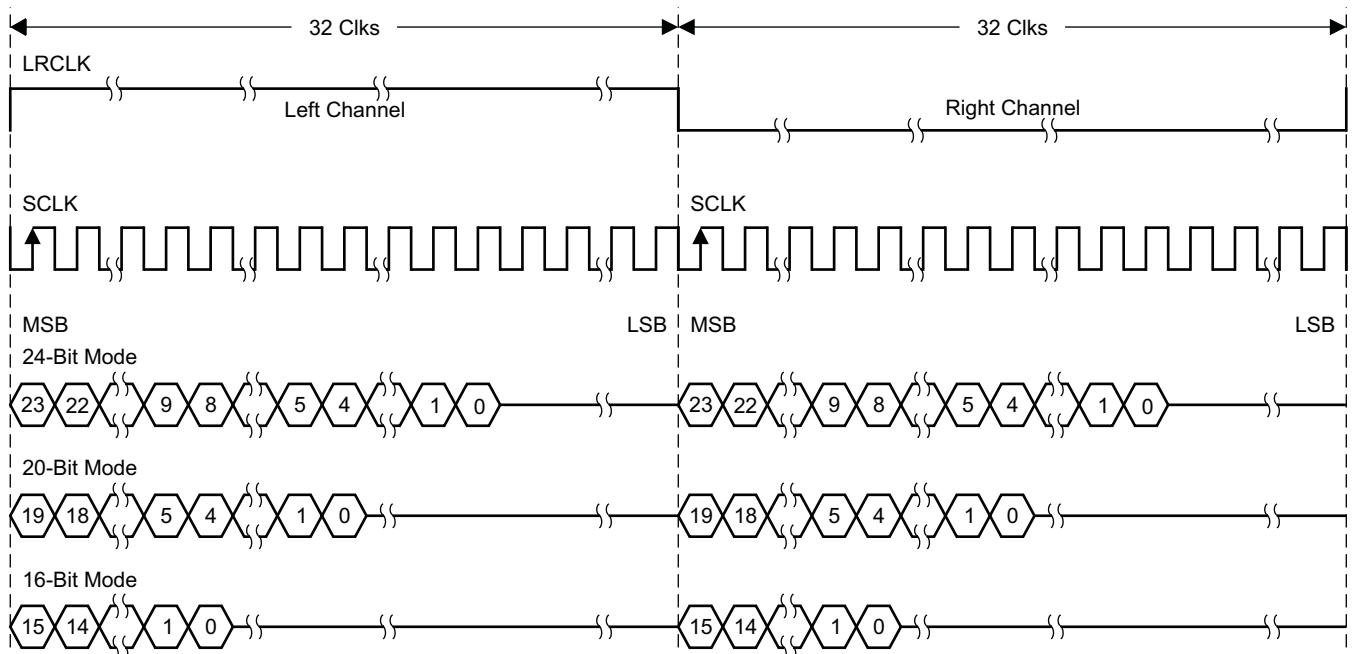 32 Clks 32 Clks
LRCLK
Left Channel Right Channel
SCLK SCLK
MSB LSB MSB LSB
24-Bit Mode
23 22 9 8 5 4 1 0 23 22 9 8 5 4 1 0
20-Bit Mode
19 18 5 4 1 0 19 18 5 4 1 0
16-Bit Mode
15 14 1 0 15 14 1 0